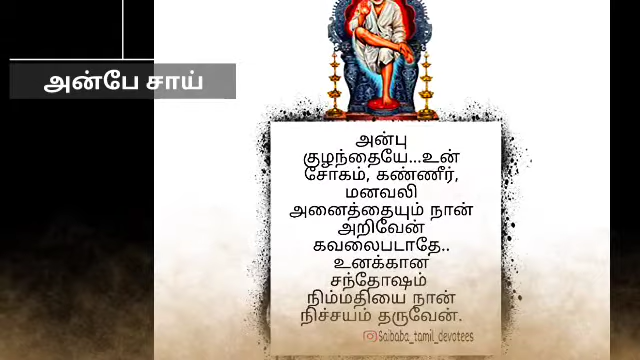 அன்பே சாய்
அன்பு
குழந்தையே...உன்
சோகம், கண்ணீர்,
மனவலி
அனைத்தையும் நான்
அறிவேன்
கவலைபடாதே..
உனக்கான
சந்தோஷம்
நிம்மதியை நான்
நிச்சயம் தருவேன்.
Saibaba_tamil_devotees